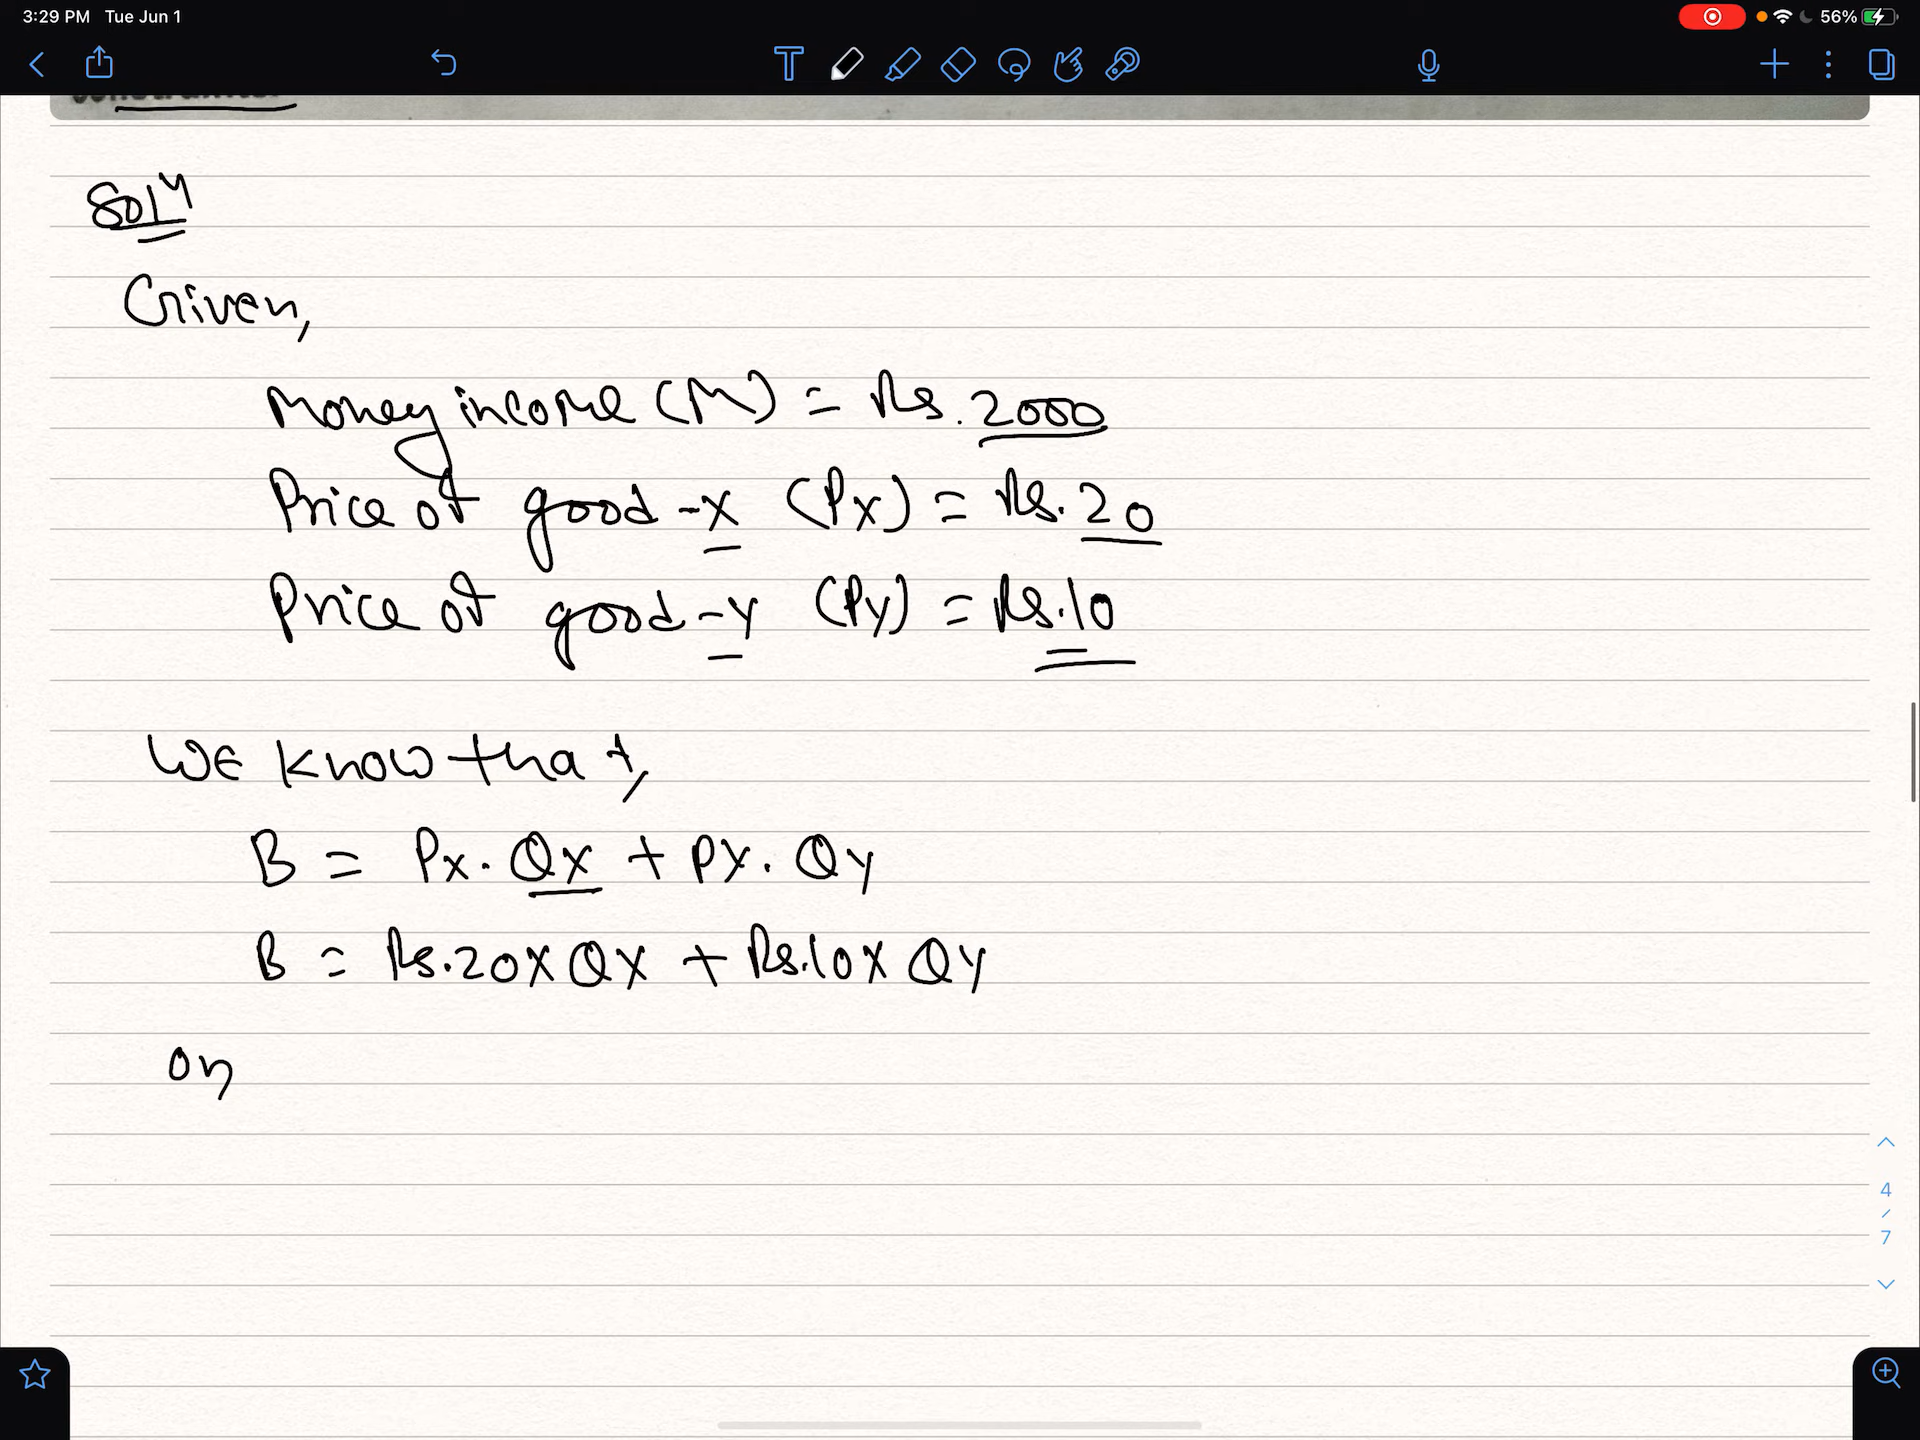 3:29 PM Tue Jun 1
56%
Solⁿ
Given,
Money income (M) = Rs. 2000
Price of good -X (Px) = Rs. 20
Price of good -Y (Py) = Rs. 10
We know that,
B = Px. Qx + Py. Qy
B = Rs. 20 X Qx + Rs. 10 X Qy
or,
4
/
7